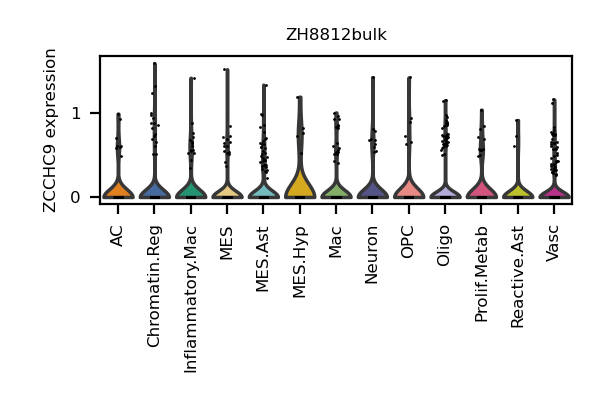 ZH8812bulk
ZCCHC9 expression
1
0
AC
Chromatin.Reg
Inflammatory.Mac
MES
MES.Ast
MES.Hyp
Mac
Neuron
OPC
Oligo
Prolif.Metab
Reactive.Ast
Vasc